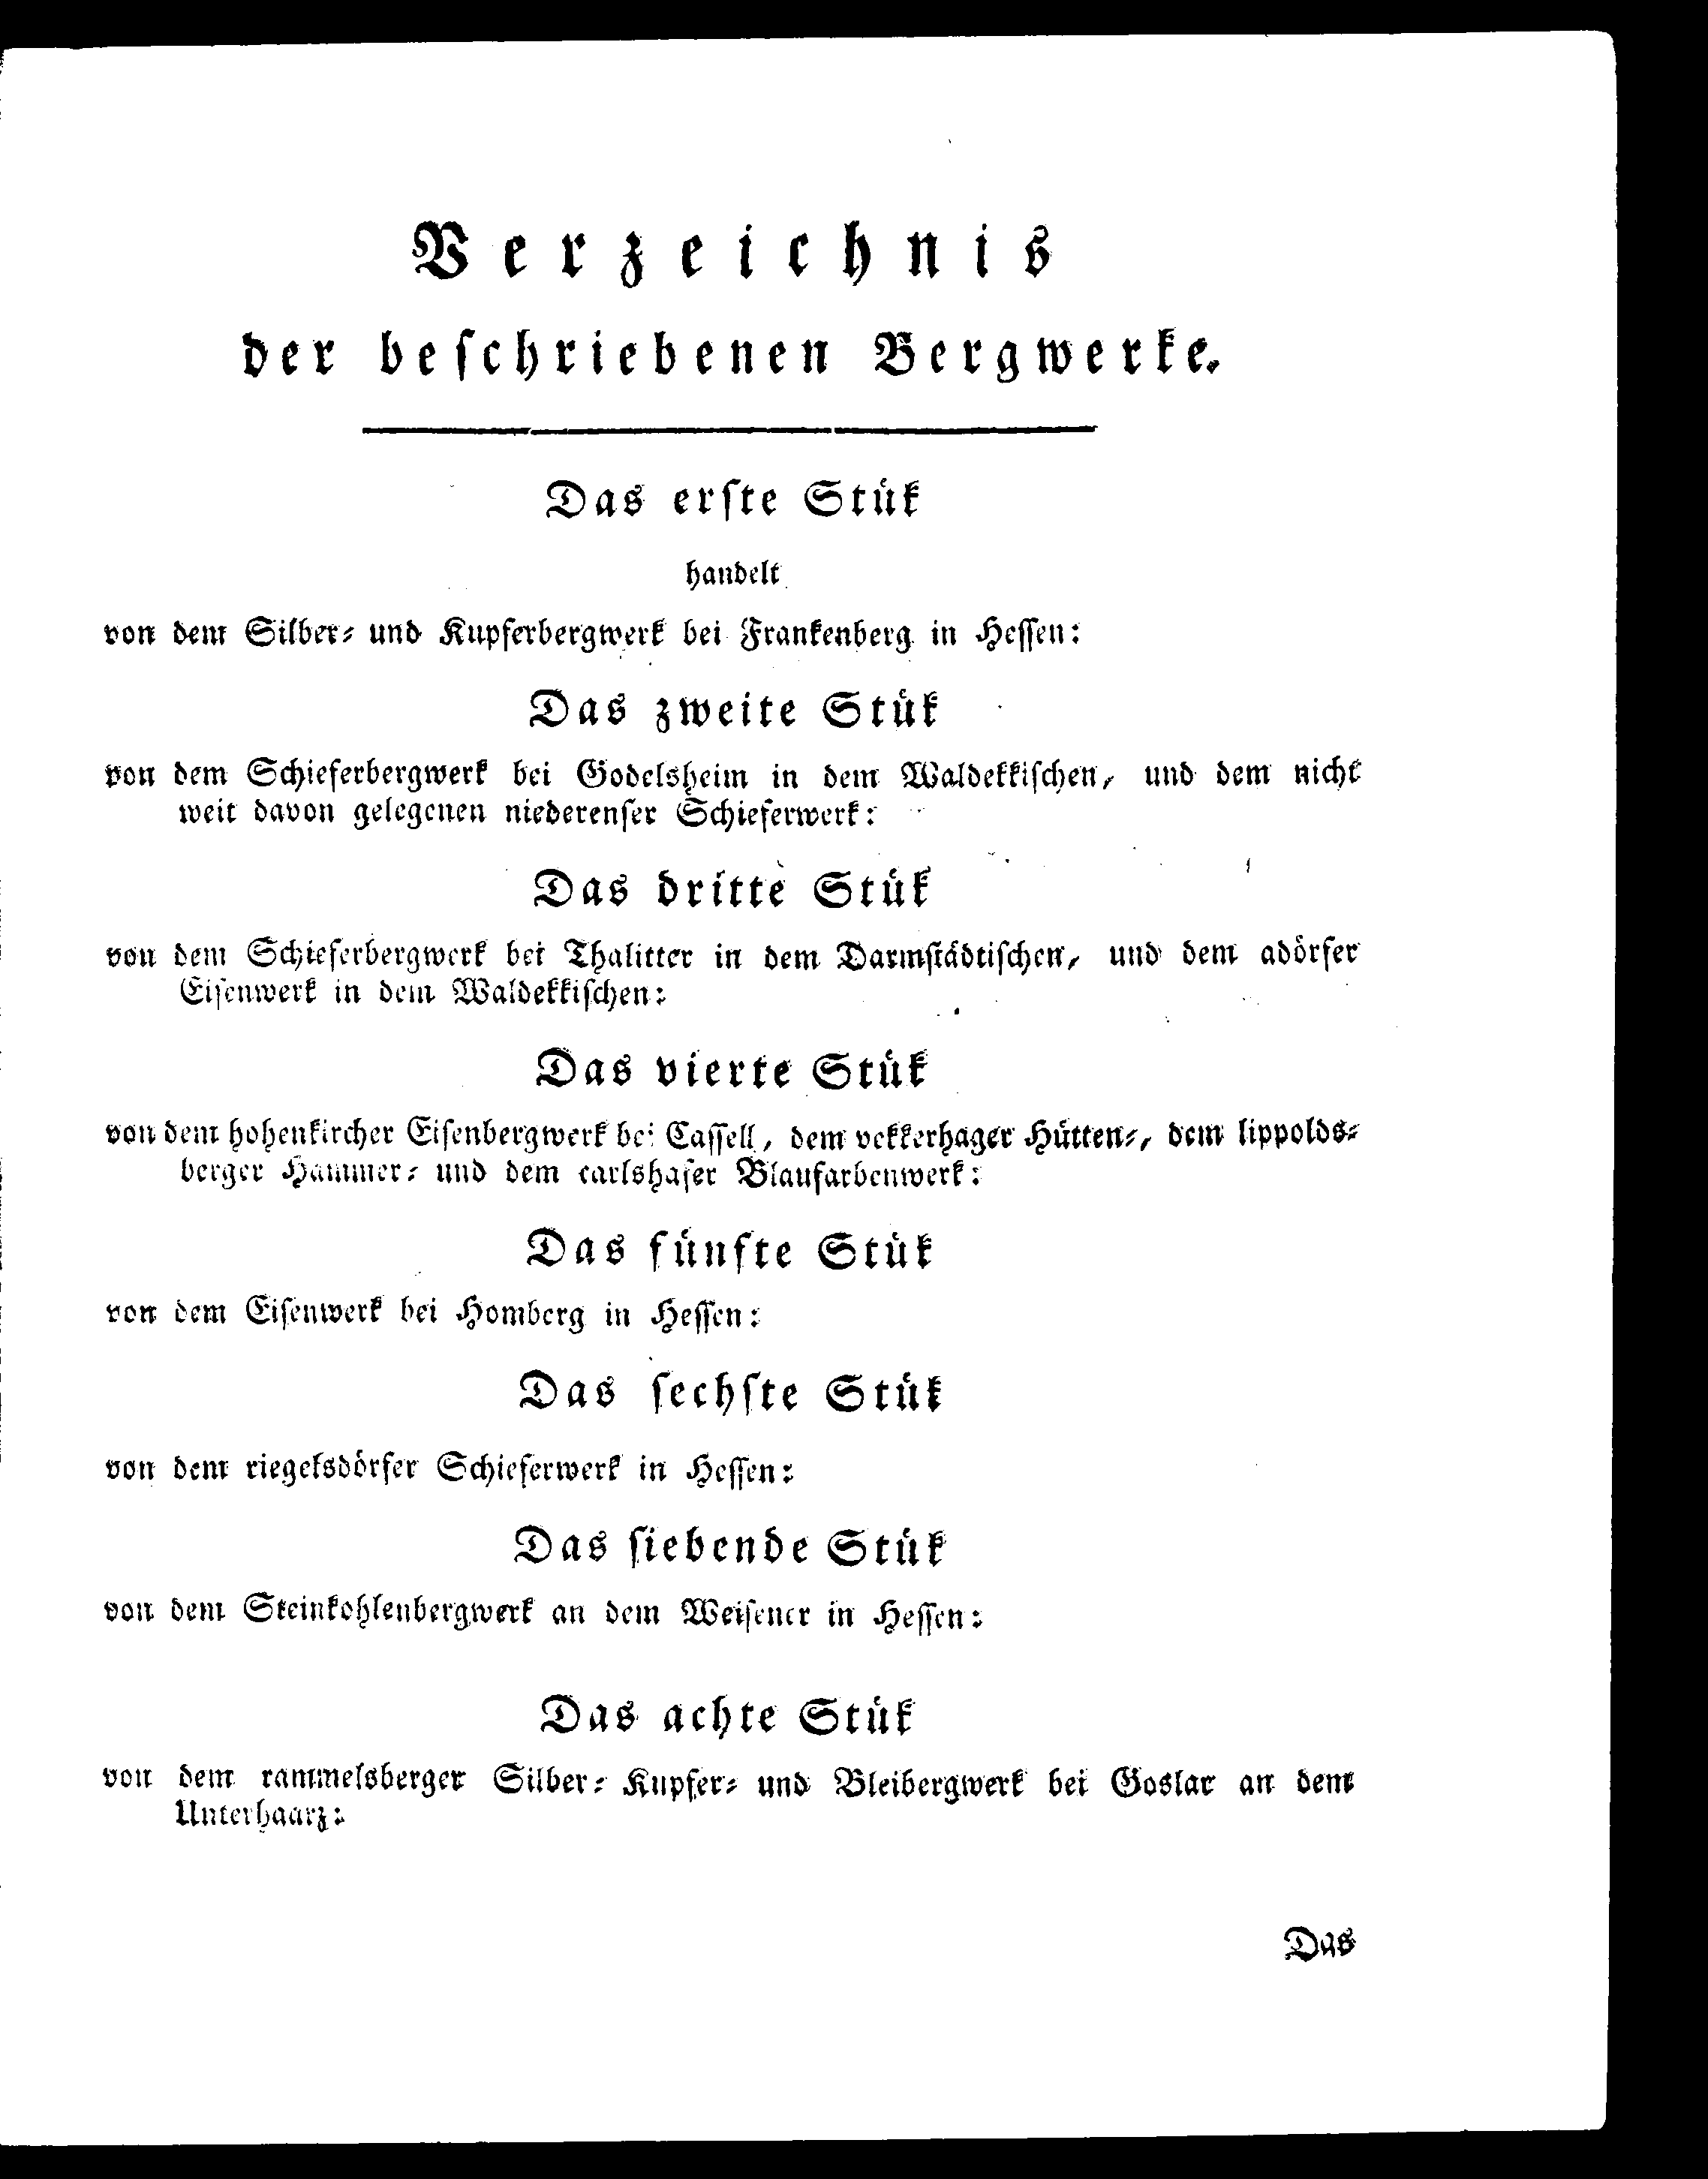 Verzeichnis
der beſchriebenen Bergwerke.
Das erſte Stük
handelt
von dem Silber- und Kupferbergwerk bei Frankenberg in Heſſen:
Das zweite Stük
von dem Schieferbergwerk bei Godelsheim in dem Waldekkiſchen, und dem nicht
weit davon gelegenen niederenſer Schieferwerk:
Das dritte Stük
von dem Schieferbergwerk bei Thalitter in dem Darmſtädtiſchen, und dem adörfer
Eiſenwerk in dem Waldekkiſchen:
Das vierte Stük
von dem hohenkircher Eiſenbergwerk bei Caſſell, dem vekkerhager Hütten-, dem lippolds-
berger Hammer- und dem carlshafer Blaufarbenwerk:
Das fünfte Stük
von dem Eiſenwerk bei Homberg in Heſſen:
Das ſechſte Stük
von dem riegelsdörfer Schieferwerk in Heſſen:
Das ſiebende Stük
von dem Steinkohlenbergwerk an dem Weiſener in Heſſen:
Das achte Stük
von dem rammelsberger Silber- Kupfer- und Bleibergwerk bei Goslar an dem
Unterhaarz:
Das